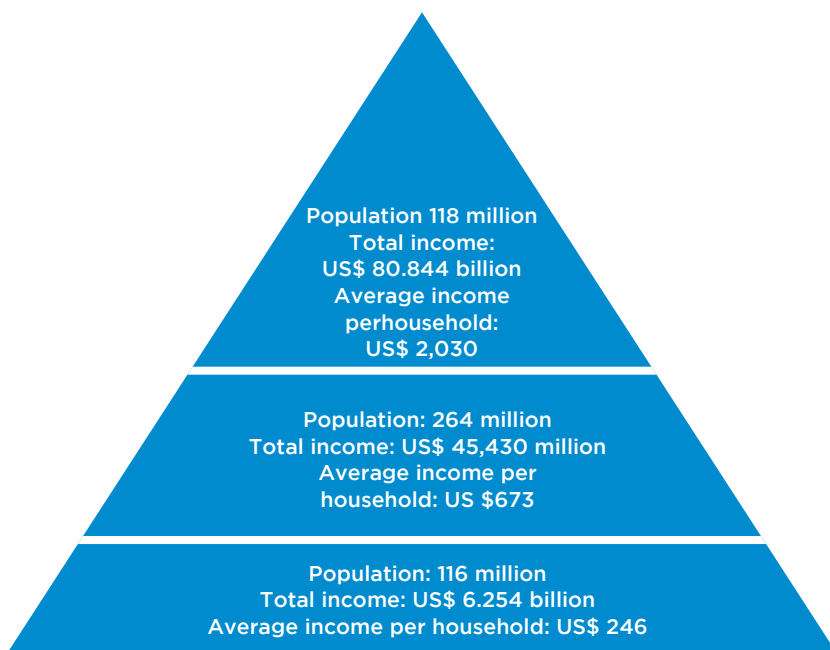 Population 118 million
Total income:
US$ 80.844 billion
Average income
perhousehold:
US$ 2,030
Population: 264 million
Total income: US$ 45,430 million
Average income per
household: US $673
Population: 116 million
Total income: US$ 6.254 billion
Average income per household: US$ 246